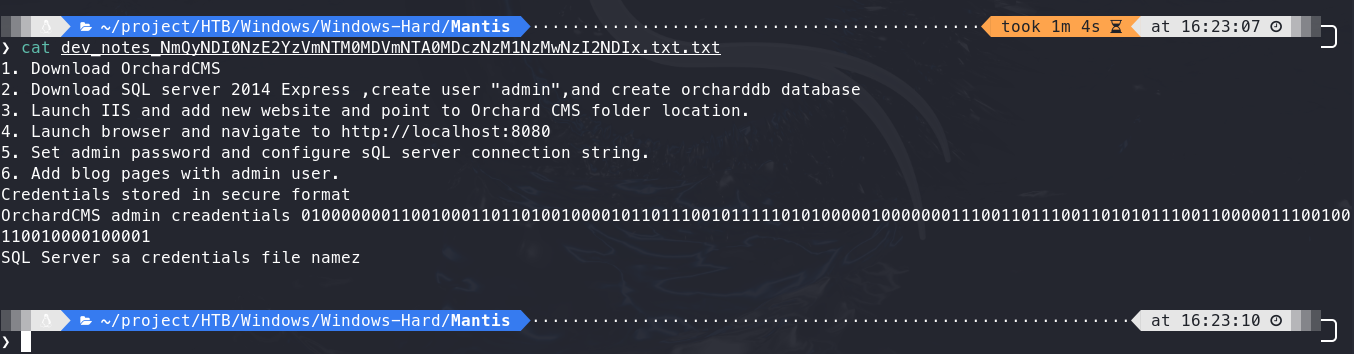 ~/project/HTB/Windows/Windows-Hard/Mantis took 1m 4s at 16:23:07
❯ cat dev_notes_NmQyNDI0NzE2YzVmNTM0MDVmNTA0MDczNzM1NzMwNzI2NDIx.txt.txt
1. Download OrchardCMS
2. Download SQL server 2014 Express ,create user "admin",and create orcharddb database
3. Launch IIS and add new website and point to Orchard CMS folder location.
4. Launch browser and navigate to http://localhost:8080
5. Set admin password and configure sQL server connection string.
6. Add blog pages with admin user.
Credentials stored in secure format
OrchardCMS admin creadentials 010000000110010001101101001000010110111001011111010100000100000001110011011100110101011100110000011100100
110010000100001
SQL Server sa credentials file namez
~/project/HTB/Windows/Windows-Hard/Mantis at 16:23:10
❯